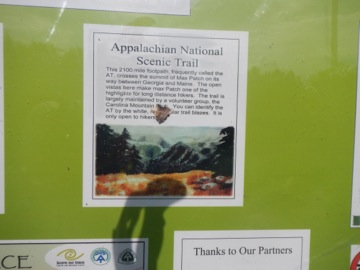 Appalachian National
Scenic Trail
This 2100 mile footpath, frequently called the
AT, crosses the summit of Max Patch on its
way between Georgia and Maine. The open
vistas here make max Patch one of the
highlights for long distance hikers. The trail is
largely maintained by a volunteer group, the
Carolina Mountain You can identify the
AT by the white, trail blazes. It is
only open to hikers
Thanks to Our Partners